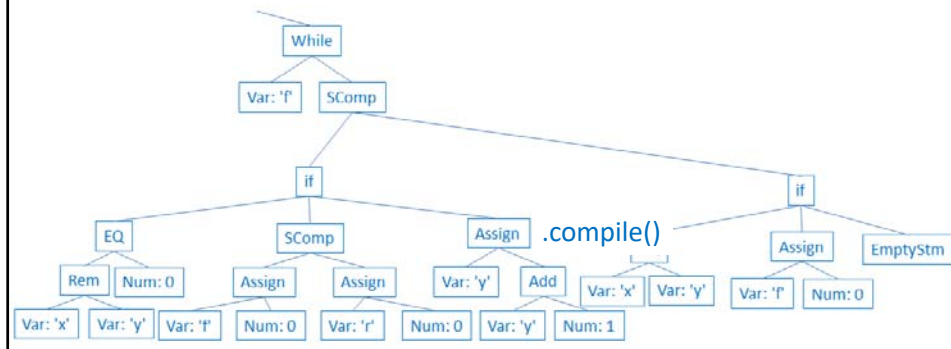 While
Var: 'f' SComp
if if
EQ SComp Assign .compile() Assign EmptyStm
Rem Num: 0 Assign Assign Var: 'y' Add Var: 'x' Var: 'y' Var: 'f' Num: 0
Var: 'x' Var: 'y' Var: 'f' Num: 0 Var: 'r' Num: 0 Var: 'y' Num: 1